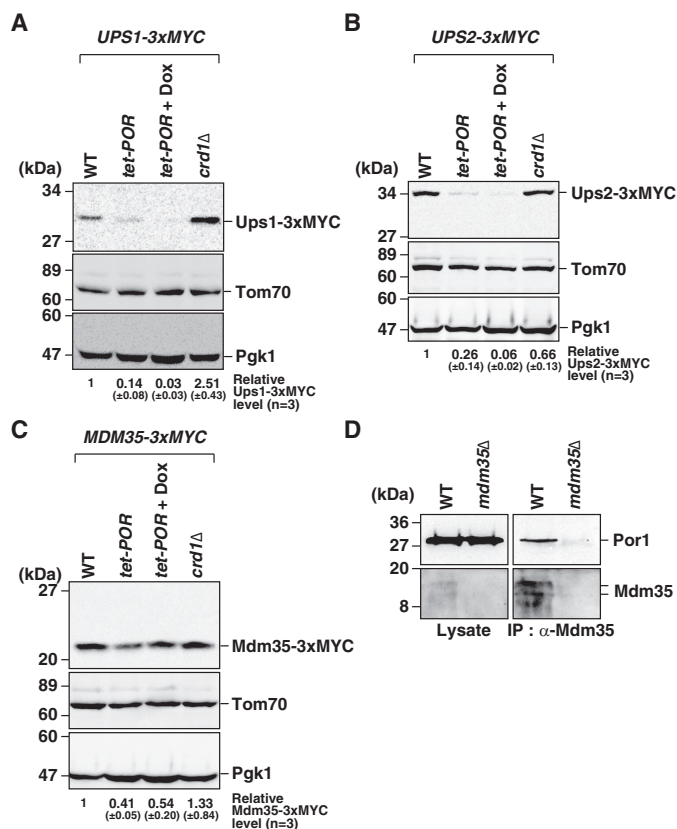 A
UPS1-3xMYC
(kDa)
WT
tet-POR
tet-POR + Dox
crd1Δ
34
27
Ups1-3xMYC
89
60
Tom70
60
47
Pgk1
1 0.14 0.03 2.51 Relative
(±0.08) (±0.03) (±0.43) Ups1-3xMYC
level (n=3)
B
UPS2-3xMYC
(kDa)
WT
tet-POR
tet-POR + Dox
crd1Δ
34
27
Ups2-3xMYC
89
60
Tom70
47
Pgk1
1 0.26 0.06 0.66 Relative
(±0.14) (±0.02) (±0.13) Ups2-3xMYC
level (n=3)
C
MDM35-3xMYC
(kDa)
WT
tet-POR
tet-POR + Dox
crd1Δ
27
20
Mdm35-3xMYC
89
60
Tom70
60
47
Pgk1
1 0.41 0.54 1.33 Relative
(±0.05) (±0.20) (±0.84) Mdm35-3xMYC
level (n=3)
D
(kDa)
WT
mdm35Δ
WT
mdm35Δ
36
27
Por1
20
8
Mdm35
Lysate IP : α-Mdm35